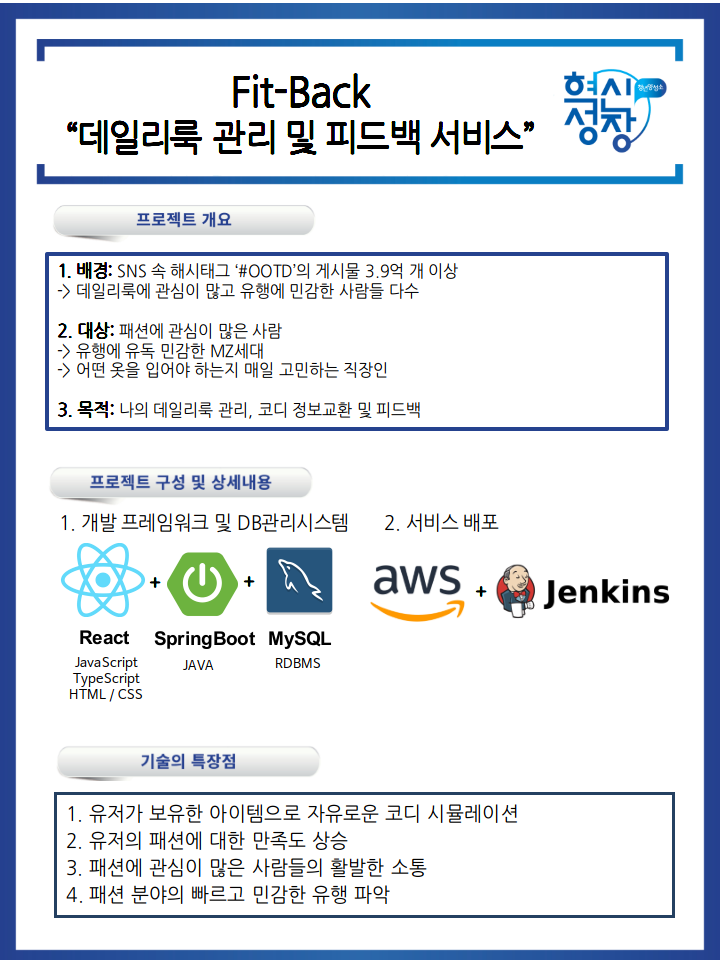 Fit-Back
“데일리룩 관리 및 피드백 서비스”
혁신
청년양성소
성장
프로젝트 개요
1. 배경: SNS 속 해시태그 ‘#OOTD’의 게시물 3.9억 개 이상
-> 데일리룩에 관심이 많고 유행에 민감한 사람들 다수
2. 대상: 패션에 관심이 많은 사람
-> 유행에 유독 민감한 MZ세대
-> 어떤 옷을 입어야 하는지 매일 고민하는 직장인
3. 목적: 나의 데일리룩 관리, 코디 정보교환 및 피드백
프로젝트 구성 및 상세내용
1. 개발 프레임워크 및 DB관리시스템
2. 서비스 배포
+ +
aws + Jenkins
React SpringBoot MySQL
JavaScript JAVA RDBMS
TypeScript
HTML / CSS
기술의 특장점
1. 유저가 보유한 아이템으로 자유로운 코디 시뮬레이션
2. 유저의 패션에 대한 만족도 상승
3. 패션에 관심이 많은 사람들의 활발한 소통
4. 패션 분야의 빠르고 민감한 유행 파악